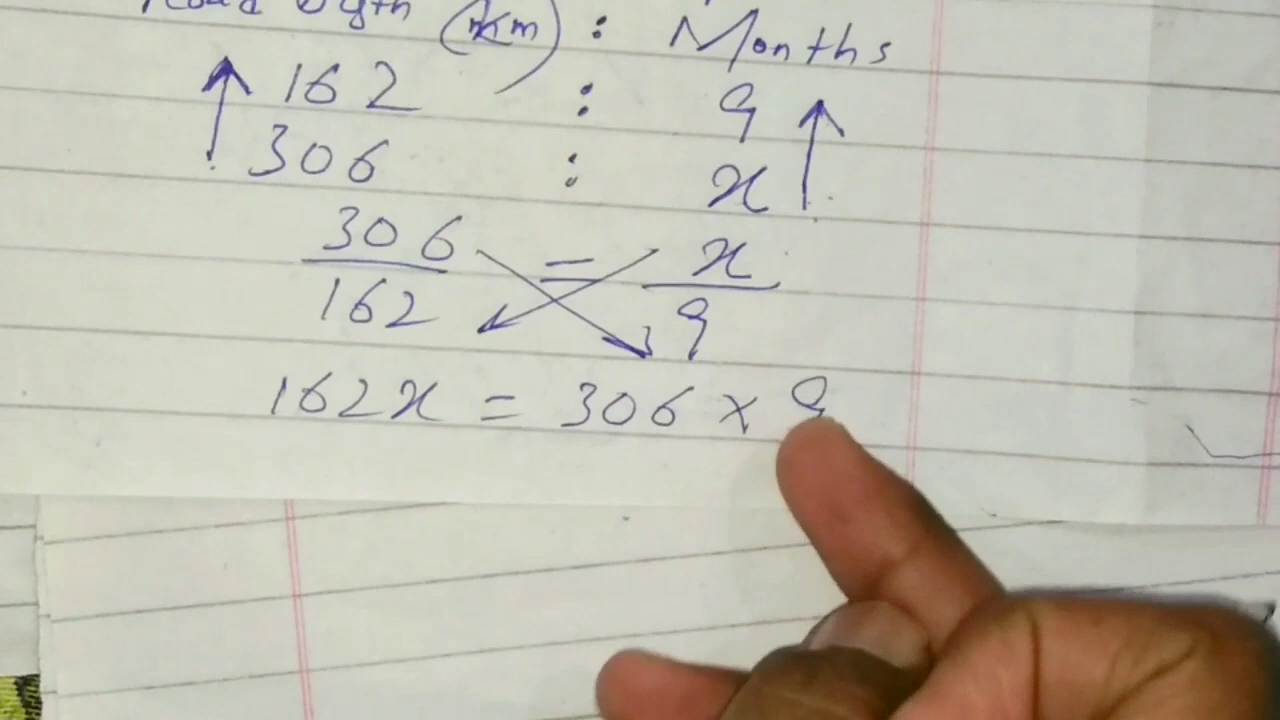 (Km) : Months
162 : 9
306 : x
306/162 = x/9
162x = 306 × 9